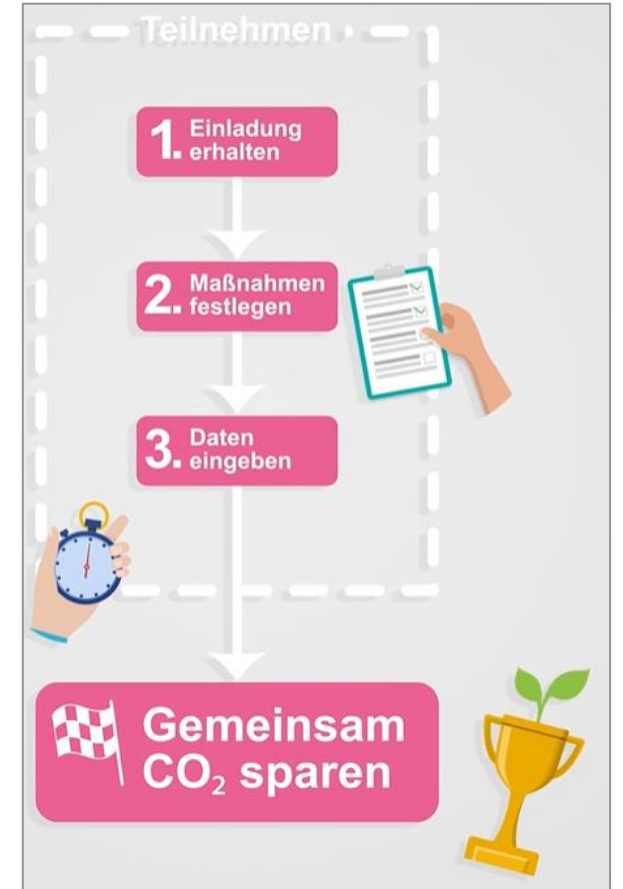 Teilnehmen
1. Einladung
erhalten
2. Maßnahmen
festlegen
3. Daten
eingeben
Gemeinsam
CO₂ sparen